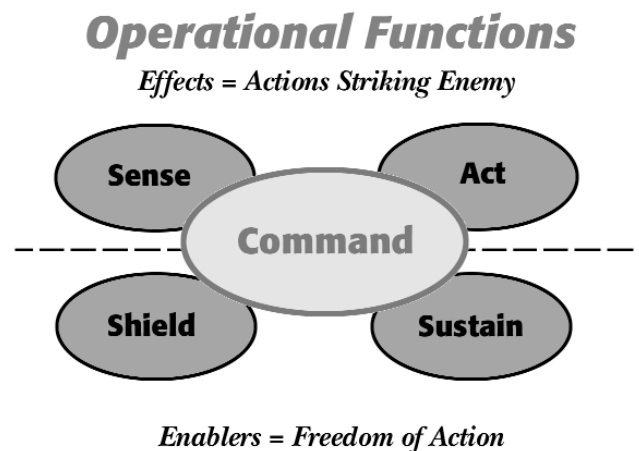 Operational Functions
Effects = Actions Striking Enemy
Sense
Act
Command
Shield
Sustain
Enablers = Freedom of Action